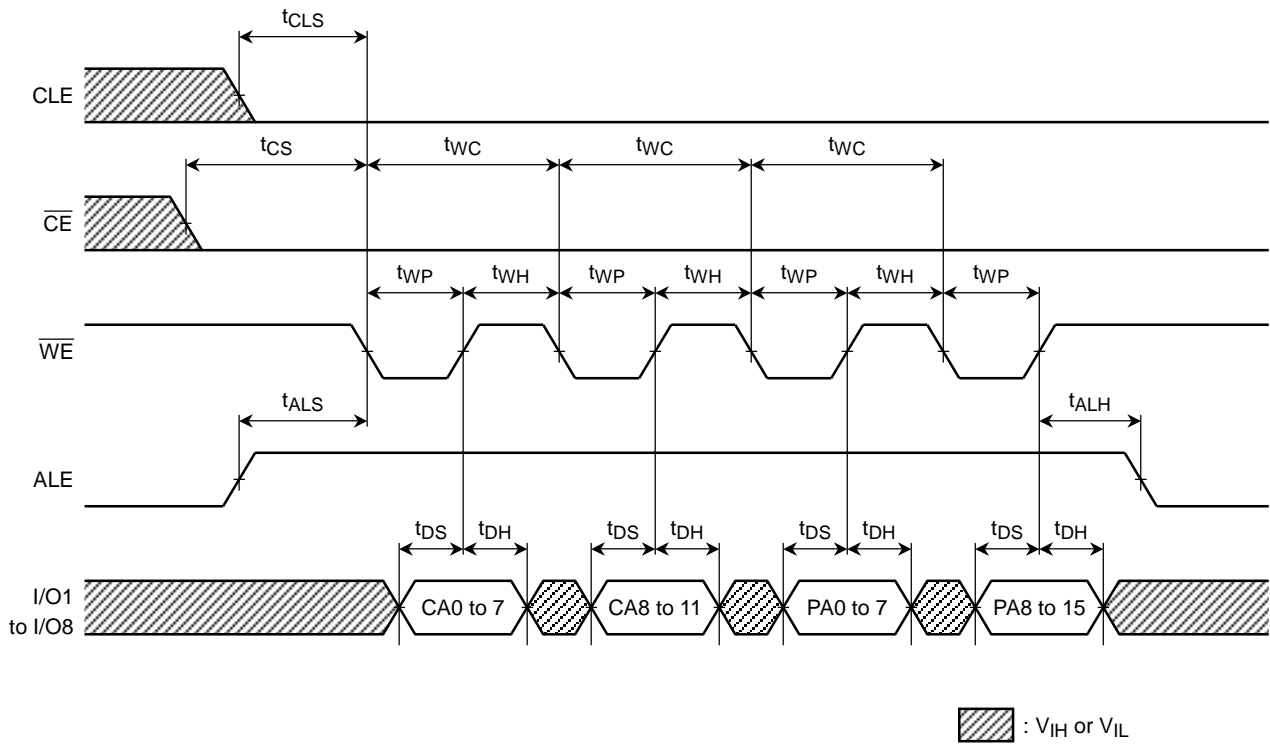 tCLS
CLE
tCS tWC tWC tWC
CE
tWP tWH tWP tWH tWP tWH tWP
WE
tALS tALH
ALE
tDS tDH tDS tDH tDS tDH tDS tDH
I/O1
to I/O8
CA0 to 7 CA8 to 11 PA0 to 7 PA8 to 15
: VIH or VIL